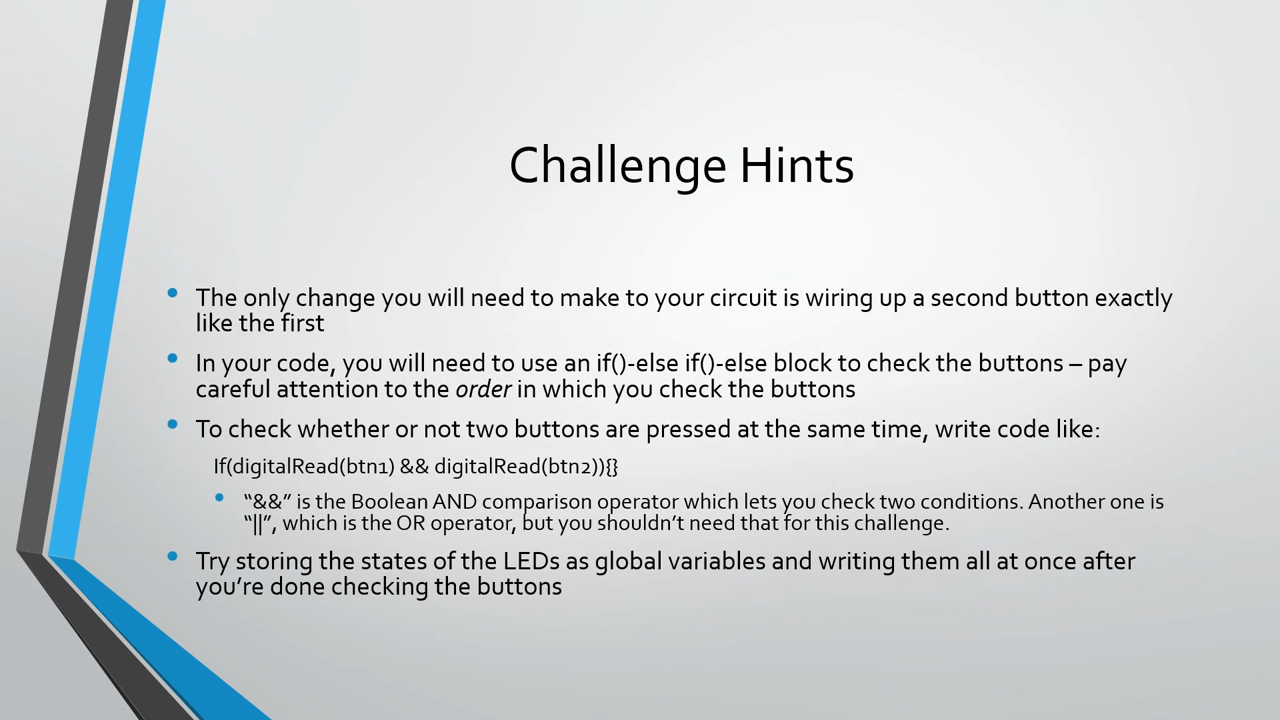 Challenge Hints
The only change you will need to make to your circuit is wiring up a second button exactly
like the first
In your code, you will need to use an if()-else if()-else block to check the buttons – pay
careful attention to the order in which you check the buttons
To check whether or not two buttons are pressed at the same time, write code like:
If(digitalRead(btn1) && digitalRead(btn2)){}
“&&” is the Boolean AND comparison operator which lets you check two conditions. Another one is
“||”, which is the OR operator, but you shouldn’t need that for this challenge.
Try storing the states of the LEDs as global variables and writing them all at once after
you’re done checking the buttons